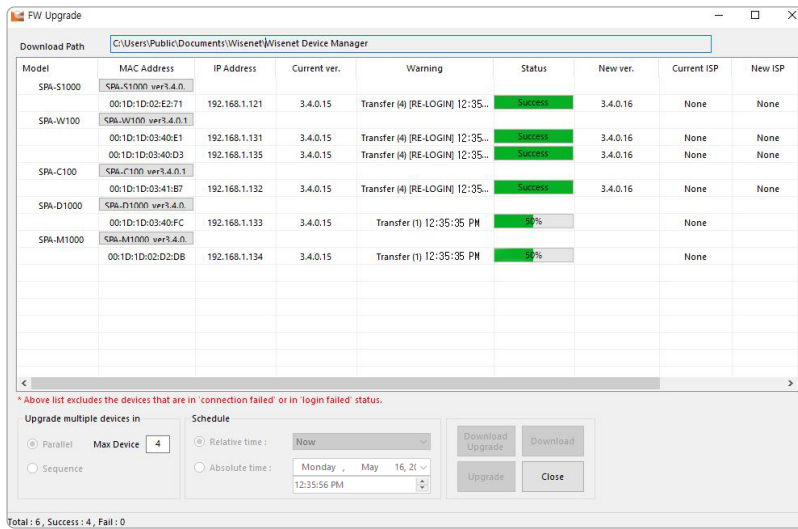 FW Upgrade
Download Path C:\Users\Public\Documents\Wisenet\Wisenet Device Manager
Model MAC Address IP Address Current ver. Warning Status New ver. Current ISP New ISP
SPA-S1000 SPA-S1000_ver3.4.0.
00:1D:1D:02:E2:71 192.168.1.121 3.4.0.15 Transfer (4) [RE-LOGIN] 12:35... Success 3.4.0.16 None None
SPA-W100 SPA-W100_ver3.4.0.1
00:1D:1D:03:40:E1 192.168.1.131 3.4.0.15 Transfer (4) [RE-LOGIN] 12:35... Success 3.4.0.16 None None
00:1D:1D:03:40:D3 192.168.1.135 3.4.0.15 Transfer (4) [RE-LOGIN] 12:35... Success 3.4.0.16 None None
SPA-C100 SPA-C100_ver3.4.0.1
00:1D:1D:03:41:B7 192.168.1.132 3.4.0.15 Transfer (4) [RE-LOGIN] 12:35... Success 3.4.0.16 None None
SPA-D1000 SPA-D1000_ver3.4.0.
00:1D:1D:03:40:FC 192.168.1.133 3.4.0.15 Transfer (1) 12:35:35 PM 50% None
SPA-M1000 SPA-M1000_ver3.4.0.
00:1D:1D:02:D2:DB 192.168.1.134 3.4.0.15 Transfer (1) 12:35:35 PM 50% None
* Above list excludes the devices that are in 'connection failed' or in 'login failed' status.
Upgrade multiple devices in
Parallel Max Device 4
Sequence
Schedule
Relative time : Now
Absolute time : Monday , May 16, 20
12:35:56 PM
Download Upgrade
Download
Upgrade
Close
Total : 6 , Success : 4 , Fail : 0